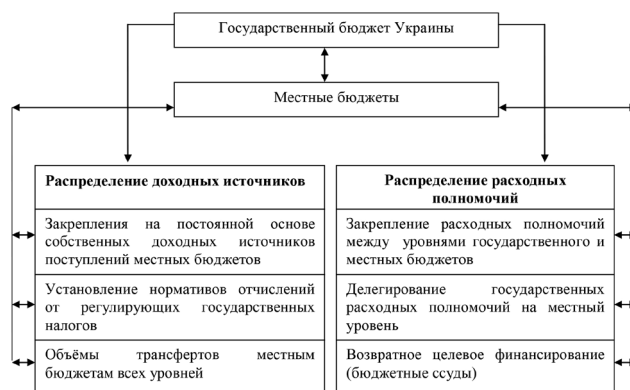 Государственный бюджет Украины
Местные бюджеты
Распределение доходных источников
Закрепления на постоянной основе
собственных доходных источников
поступлений местных бюджетов
Установление нормативов отчислений
от регулирующих государственных
налогов
Объёмы трансфертов местным
бюджетам всех уровней
Распределение расходных
полномочий
Закрепление расходных полномочий
между уровнями государственного и
местных бюджетов
Делегирование государственных
расходных полномочий на местный
уровень
Возвратное целевое финансирование
(бюджетные ссуды)